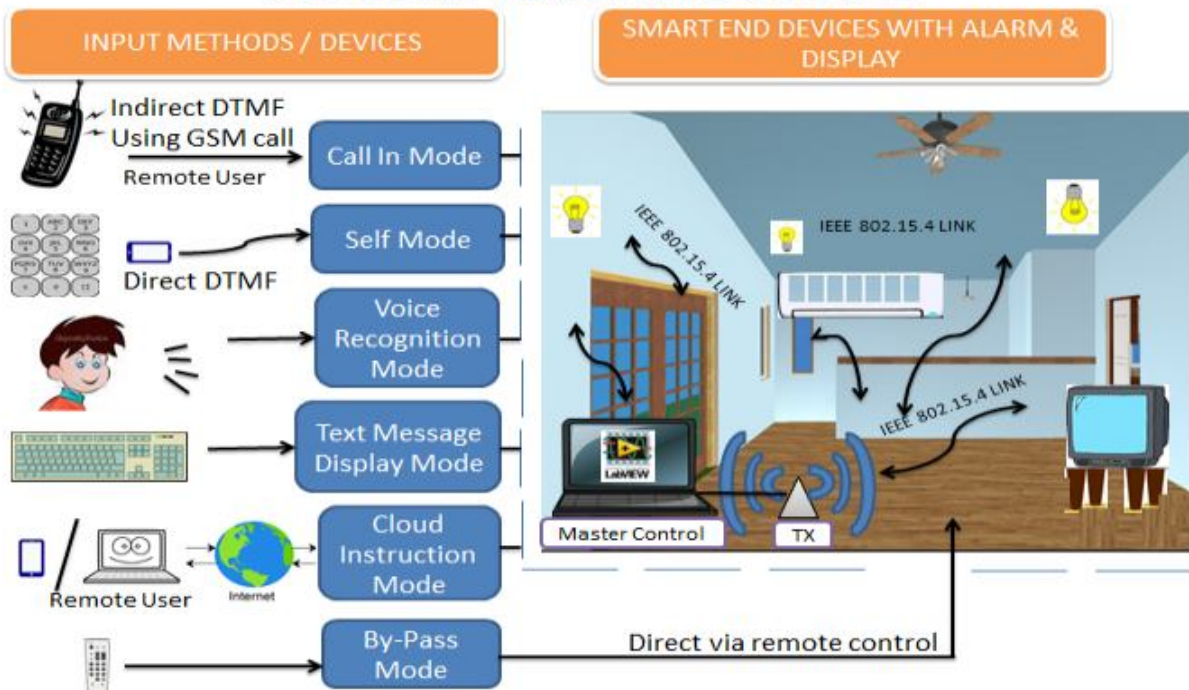 INPUT METHODS / DEVICES
SMART END DEVICES WITH ALARM &
DISPLAY
Indirect DTMF
Using GSM call
Remote User
Call In Mode
Self Mode
Direct DTMF
Voice
Recognition
Mode
Text Message
Display Mode
Cloud
Instruction
Mode
Remote User
Internet
By-Pass
Mode
Direct via remote control
IEEE 802.15.4 LINK
IEEE 802.15.4 LINK
IEEE 802.15.4 LINK
LabVIEW
Master Control
TX